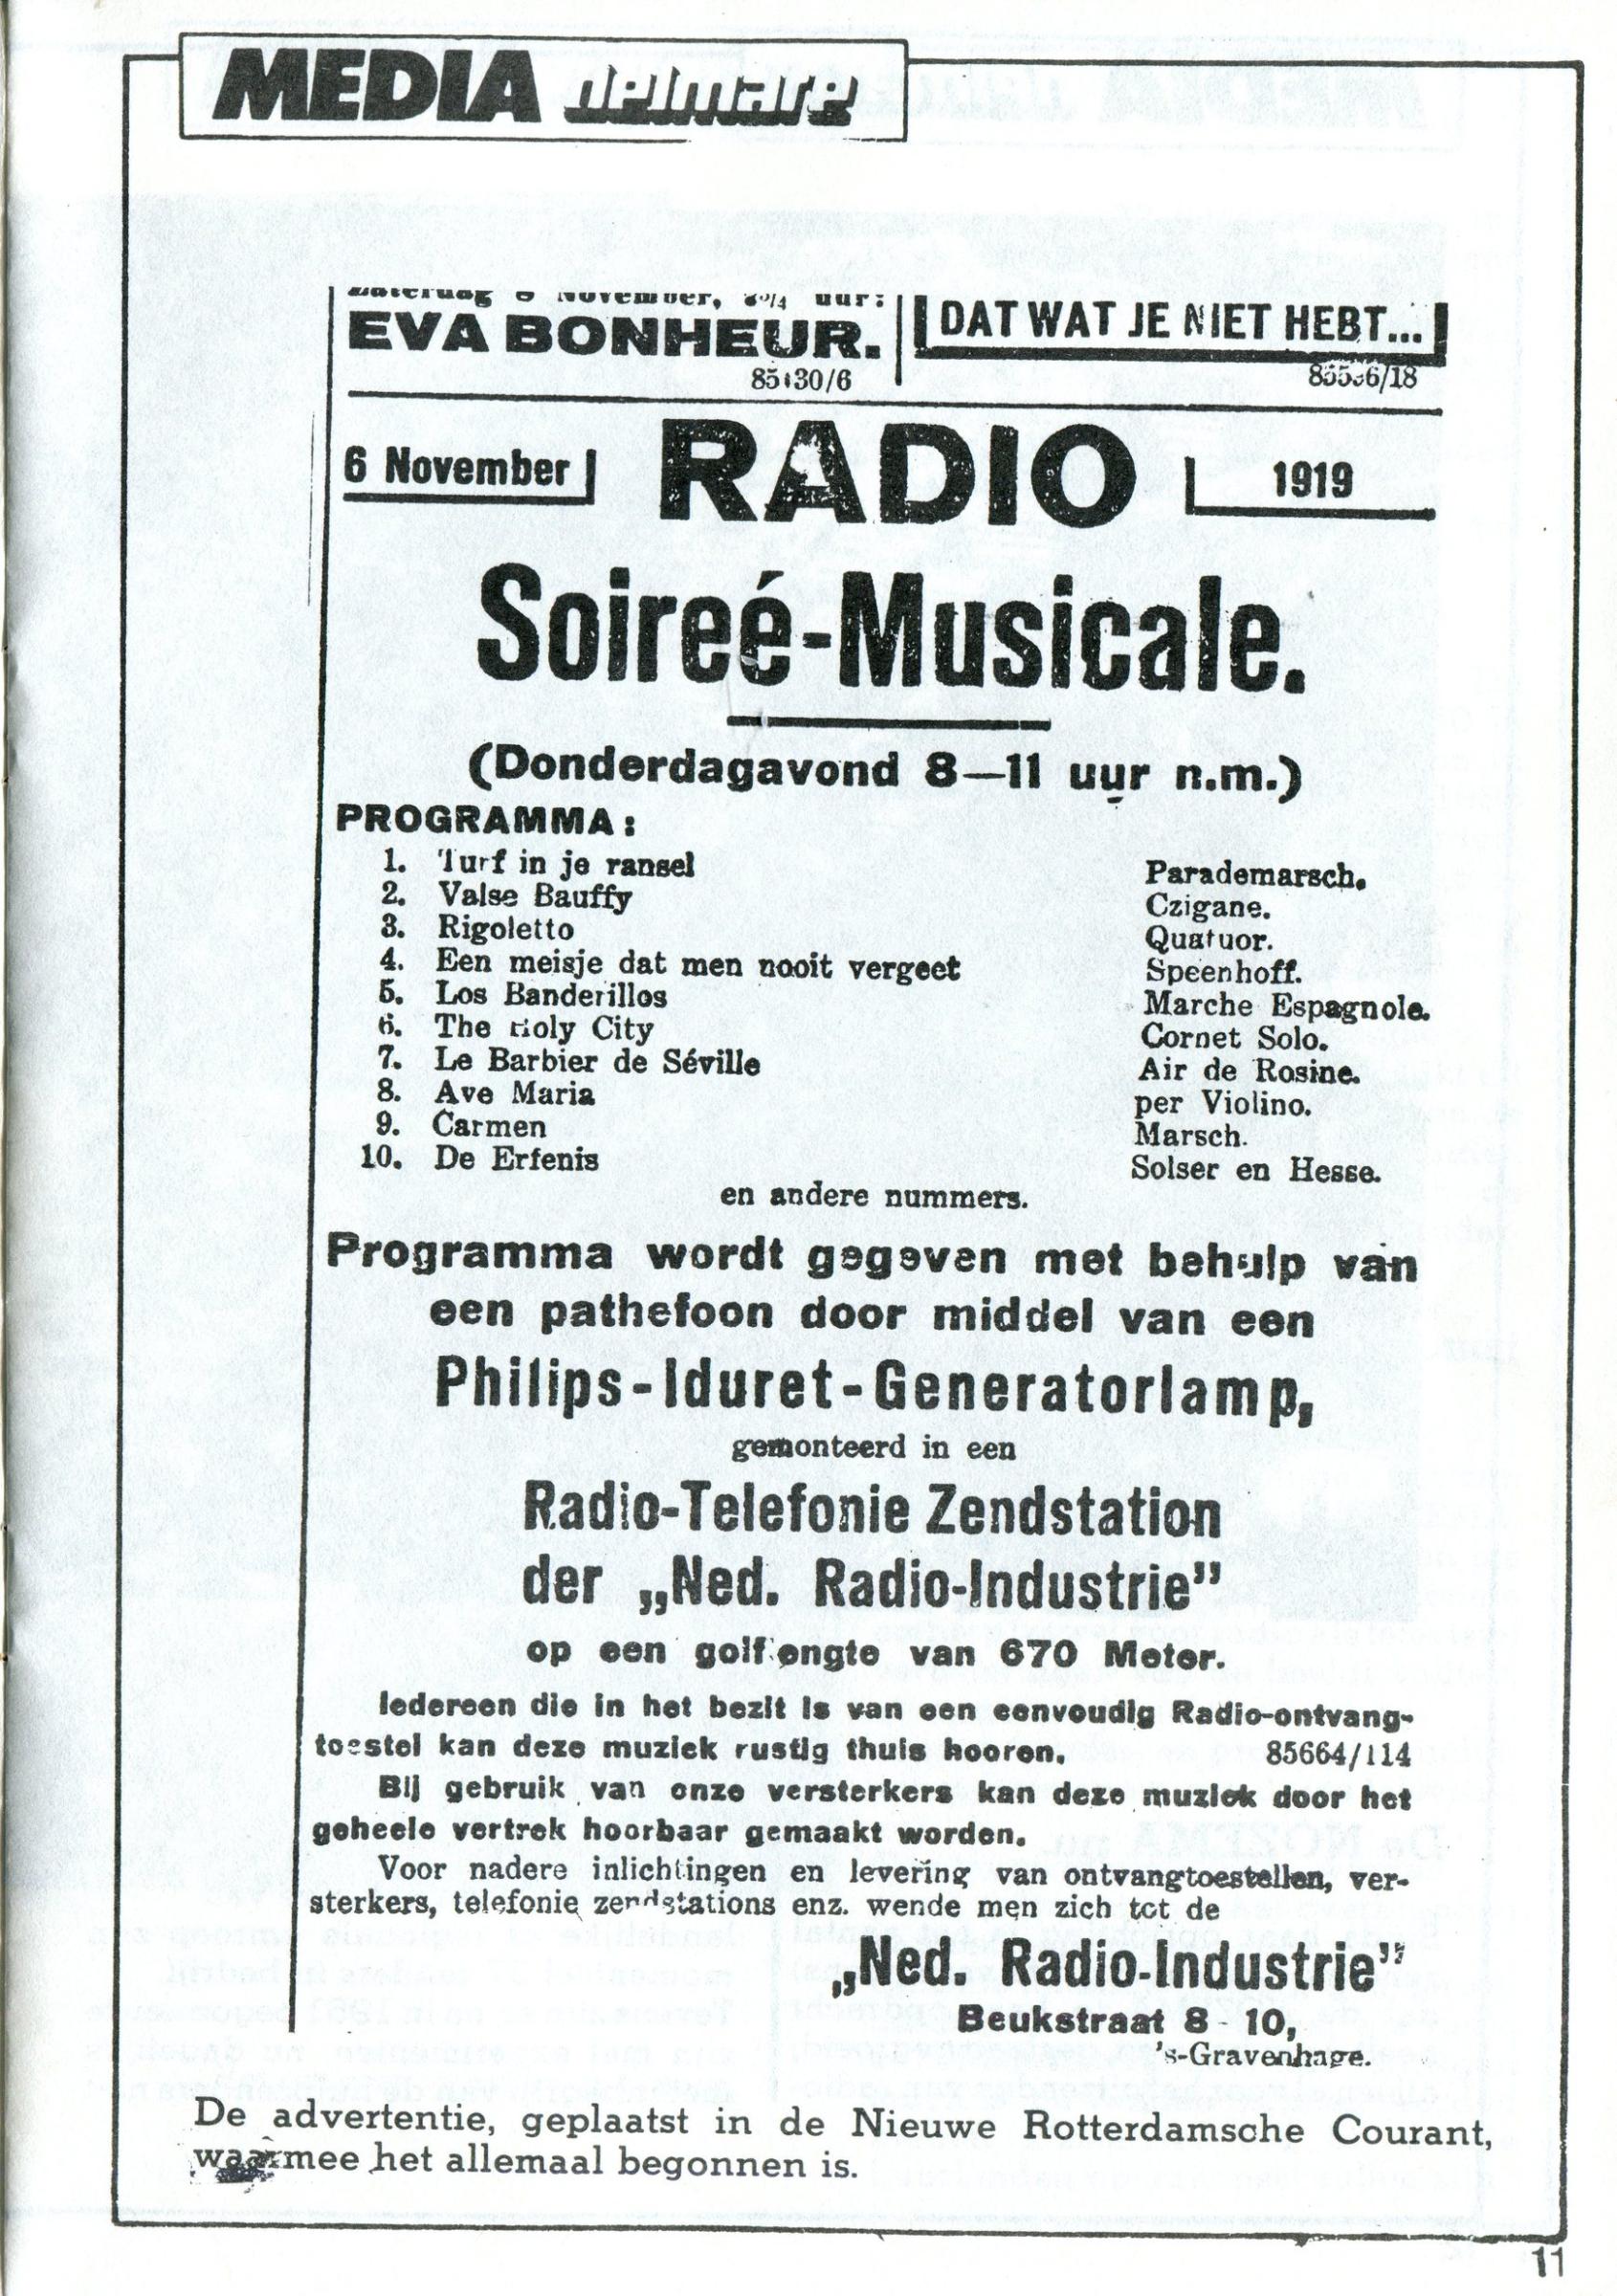 MEDIA delmare
EVA BONHEUR.
DAT WAT JE NIET HEBT...
6 November
RADIO
1919
Soireé-Musicale.
(Donderdagavond 8—11 uur n.m.)
PROGRAMMA:
1. Turf in je ransel Parademarsch.
2. Valse Bauffy Czigane.
3. Rigoletto Quatuor.
4. Een meisje dat men nooit vergeet Speenhoff.
5. Los Banderillos Marche Espagnole.
6. The Holy City Cornet Solo.
7. Le Barbier de Séville Air de Rosine.
8. Ave Maria per Violino.
9. Carmen Marsch.
10. De Erfenis Solser en Hesse.
en andere nummers.
Programma wordt gegeven met behulp van
een pathefoon door middel van een
Philips-Iduret-Generatorlamp,
gemonteerd in een
Radio-Telefonie Zendstation
der „Ned. Radio-Industrie”
op een golflengte van 670 Meter.
Iedereen die in het bezit is van een eenvoudig Radio-ontvang-
toestel kan deze muziek rustig thuis hooren. 85664/114
Bij gebruik van onze versterkers kan deze muziek door het
geheele vertrek hoorbaar gemaakt worden.
Voor nadere inlichtingen en levering van ontvangtoestellen, ver-
sterkers, telefonie zendstations enz. wende men zich tot de
„Ned. Radio-Industrie”
Beukstraat 8 - 10,
's-Gravenhage.
De advertentie, geplaatst in de Nieuwe Rotterdamsche Courant,
waarmee het allemaal begonnen is.
11